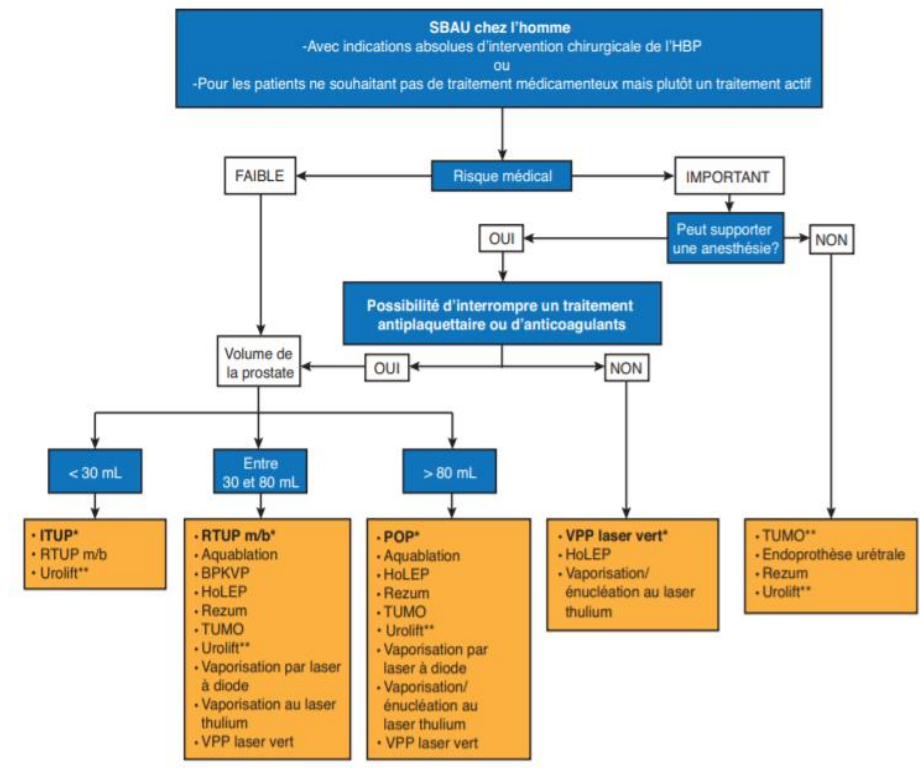 SBAU chez l'homme
-Avec indications absolues d'intervention chirurgicale de l'HBP
ou
-Pour les patients ne souhaitant pas de traitement médicamenteux mais plutôt un traitement actif
FAIBLE
Risque médical
IMPORTANT
OUI
Peut supporter
une anesthésie?
NON
Possibilité d'interrompre un traitement
antiplaquettaire ou d'anticoagulants
Volume de
la prostate
OUI
NON
< 30 mL
Entre
30 et 80 mL
> 80 mL
• ITUP*
• RTUP m/b
• Urolift**
• RTUP m/b*
• Aquablation
• BPKVP
• HoLEP
• Rezum
• TUMO
• Urolift**
• Vaporisation par laser
à diode
• Vaporisation au laser
thulium
• VPP laser vert
• POP*
• Aquablation
• HoLEP
• Rezum
• TUMO
• Urolift**
• Vaporisation par
laser à diode
• Vaporisation/
énucléation au
laser thulium
• VPP laser vert
• VPP laser vert*
• HoLEP
• Vaporisation/
énucléation au laser
thulium
• TUMO**
• Endoprothèse urétrale
• Rezum
• Urolift**